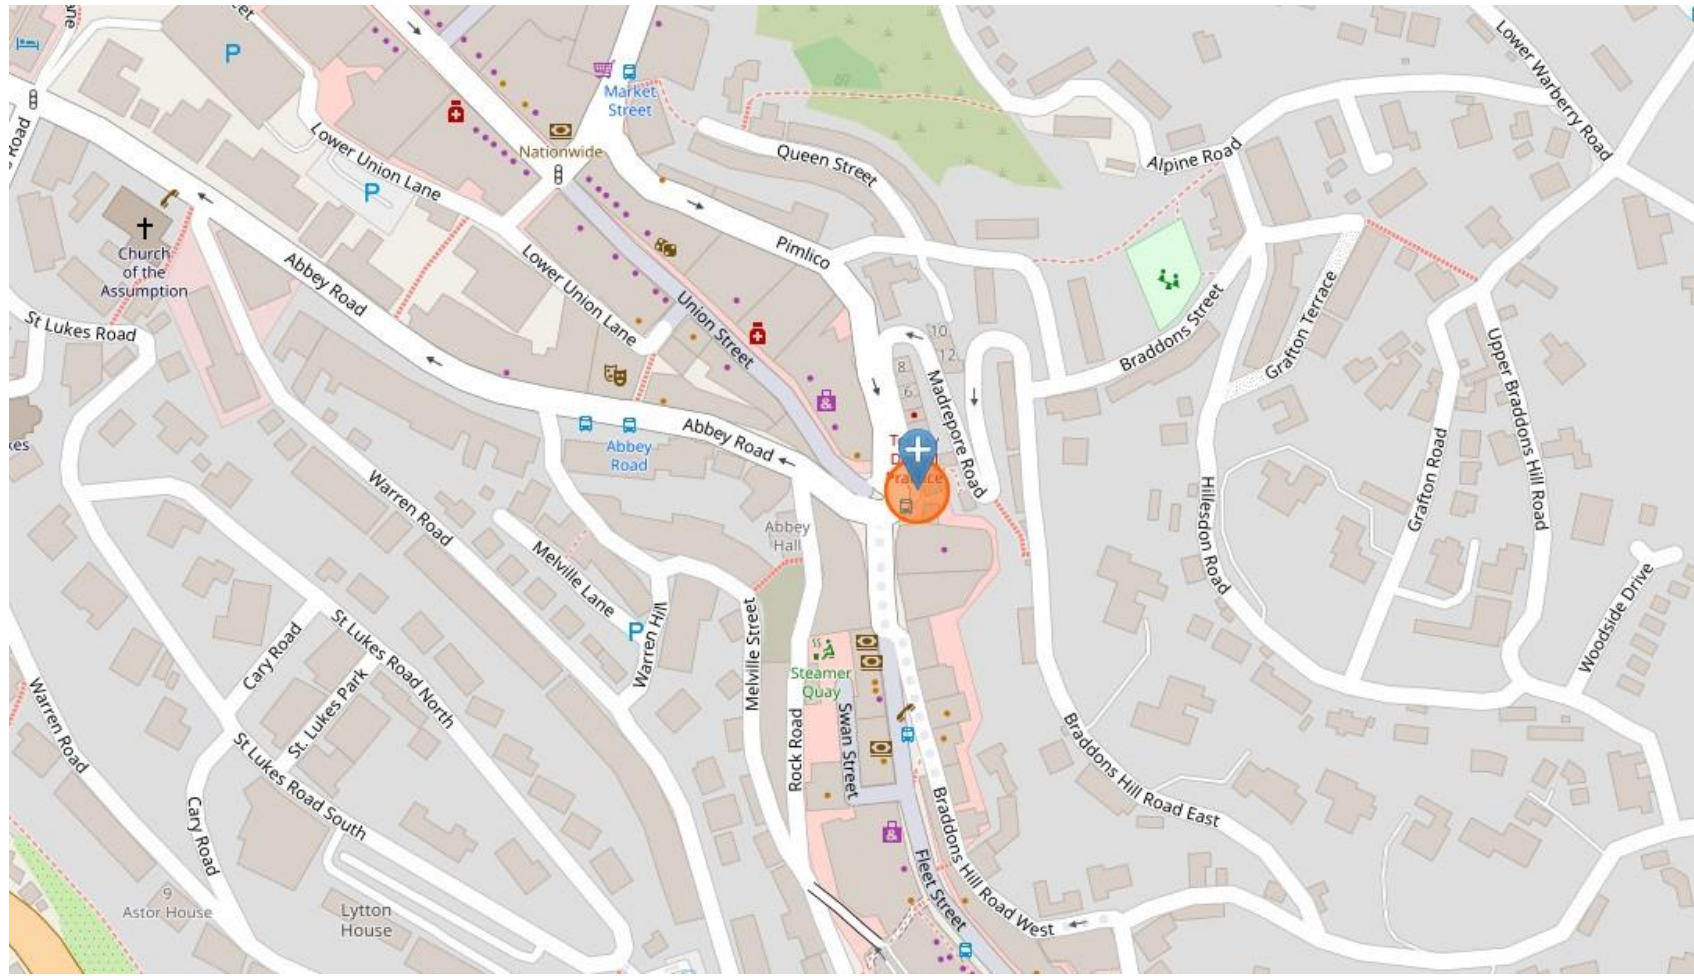 Lower Union Lane
Market
Street
Nationwide
Queen Street
Alpine Road
Lower Warberry Road
Church
of the
Assumption
Abbey Road
Lower Union Lane
Pimlico
Union Street
St Lukes Road
Braddons Street
Grafton Terrace
Upper Braddons Hill Road
10
12
8
6
Madrepore Road
Abbey Road
Abbey
Road
Warren Road
Abbey
Hall
Melville Lane
Hillesdon Road
Grafton Road
Woodside Drive
Cary Road
St Lukes Road North
St. Lukes Park
Warren Hill
Melville Street
Steamer
Quay
Swan Street
Rock Road
Warren Road
St Lukes Road South
Cary Road
Braddons Hill Road East
Braddons Hill Road West
Fleet Street
9
Astor House
Lytton
House
P
P
P
Road